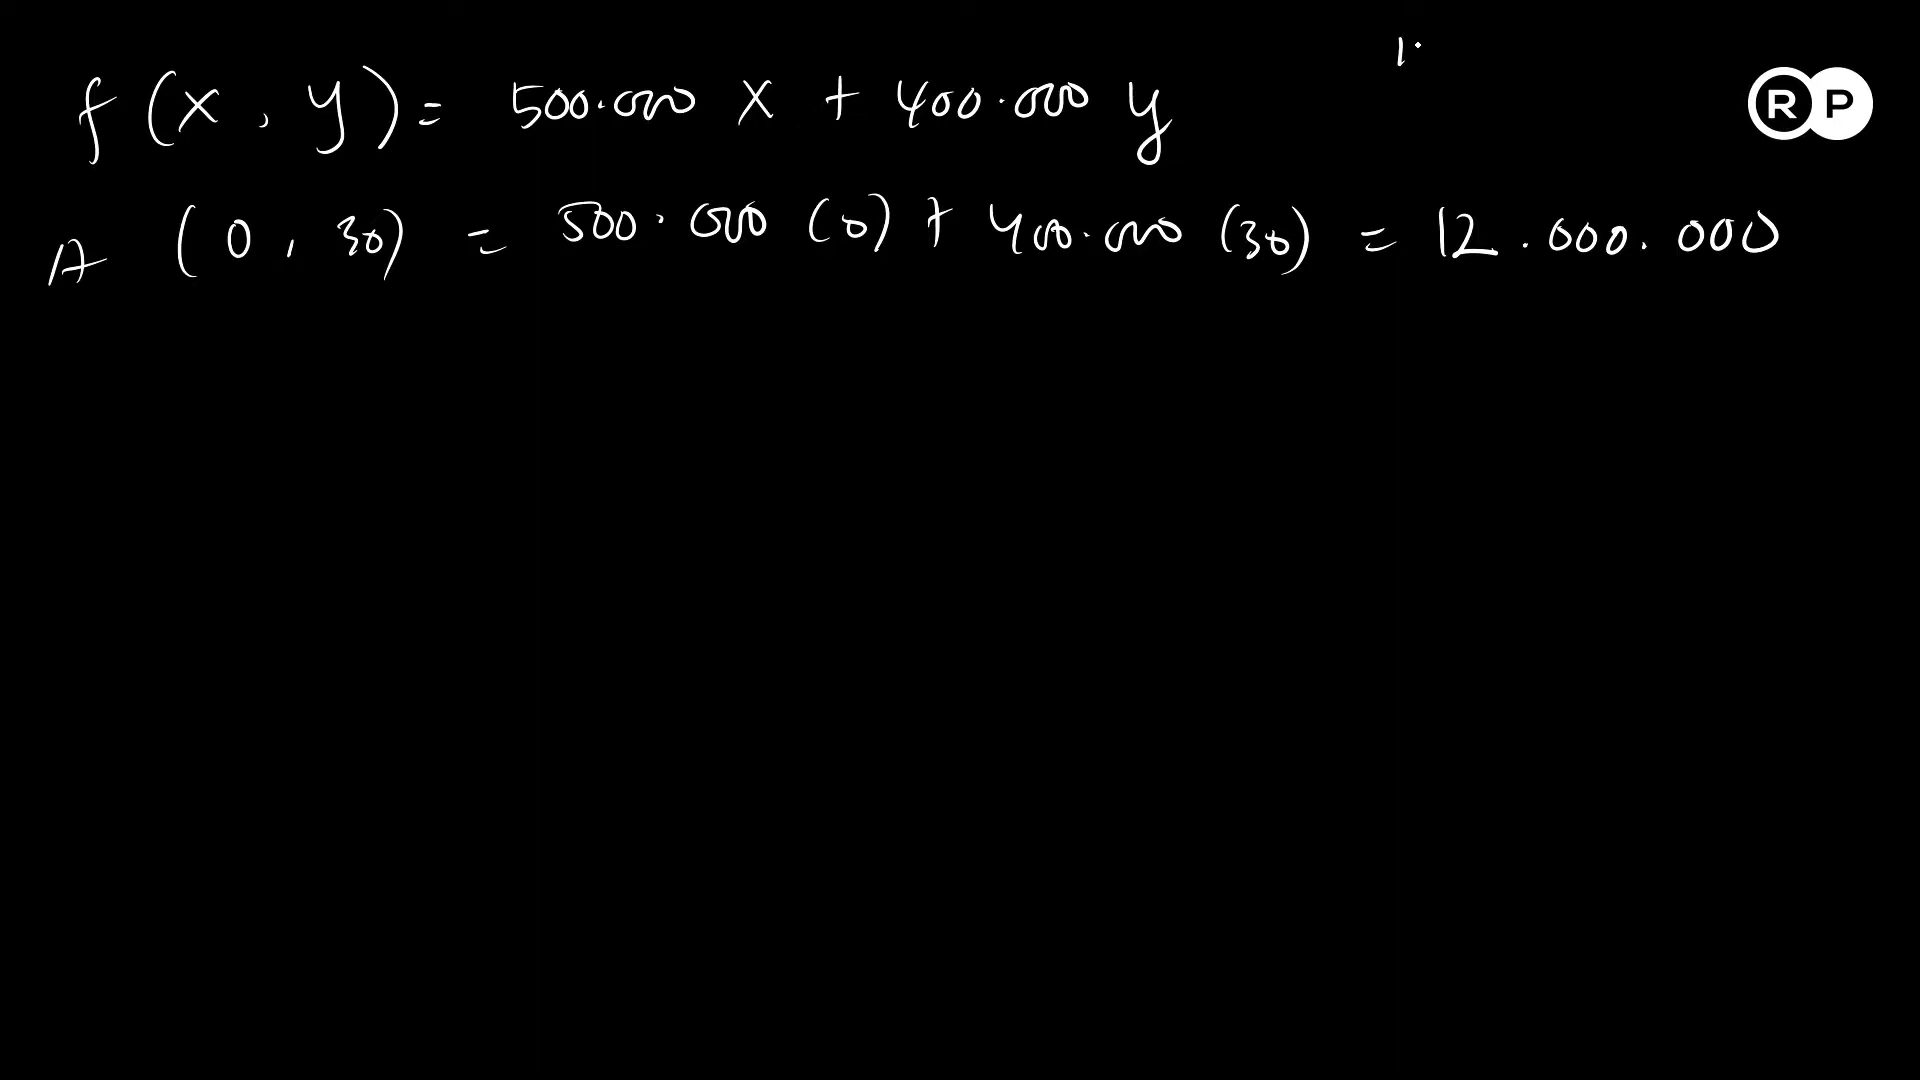 f(x, y) = 500.000 x + 400.000 y
RP
A (0, 30) = 500.000 (0) + 400.000 (30) = 12.000.000